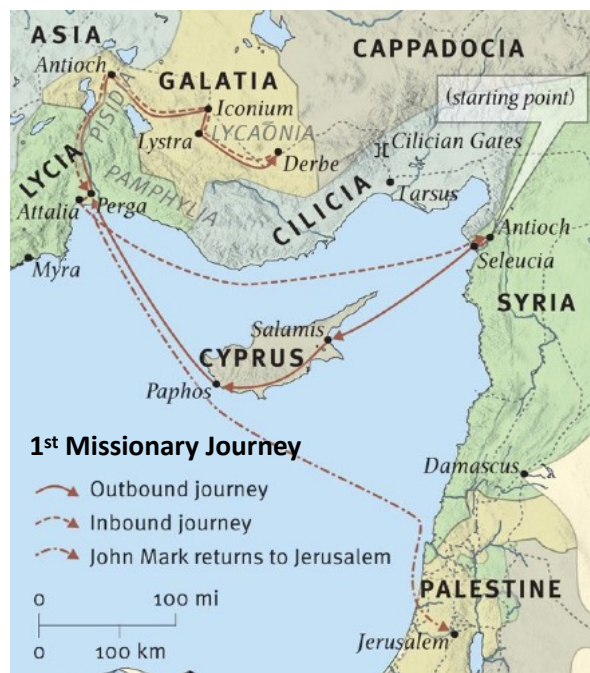 ASIA
CAPPADOCIA
Antioch
GALATIA
(starting point)
PISIDIA
Iconium
LYCAONIA
Lystra
Cilician Gates
Derbe
LYCIA
PAMPHYLIA
CILICIA
Tarsus
Attalia
Perga
Antioch
Seleucia
Myra
SYRIA
Salamis
CYPRUS
Paphos
1st Missionary Journey
Damascus
Outbound journey
Inbound journey
John Mark returns to Jerusalem
PALESTINE
0 100 mi
0 100 km
Jerusalem